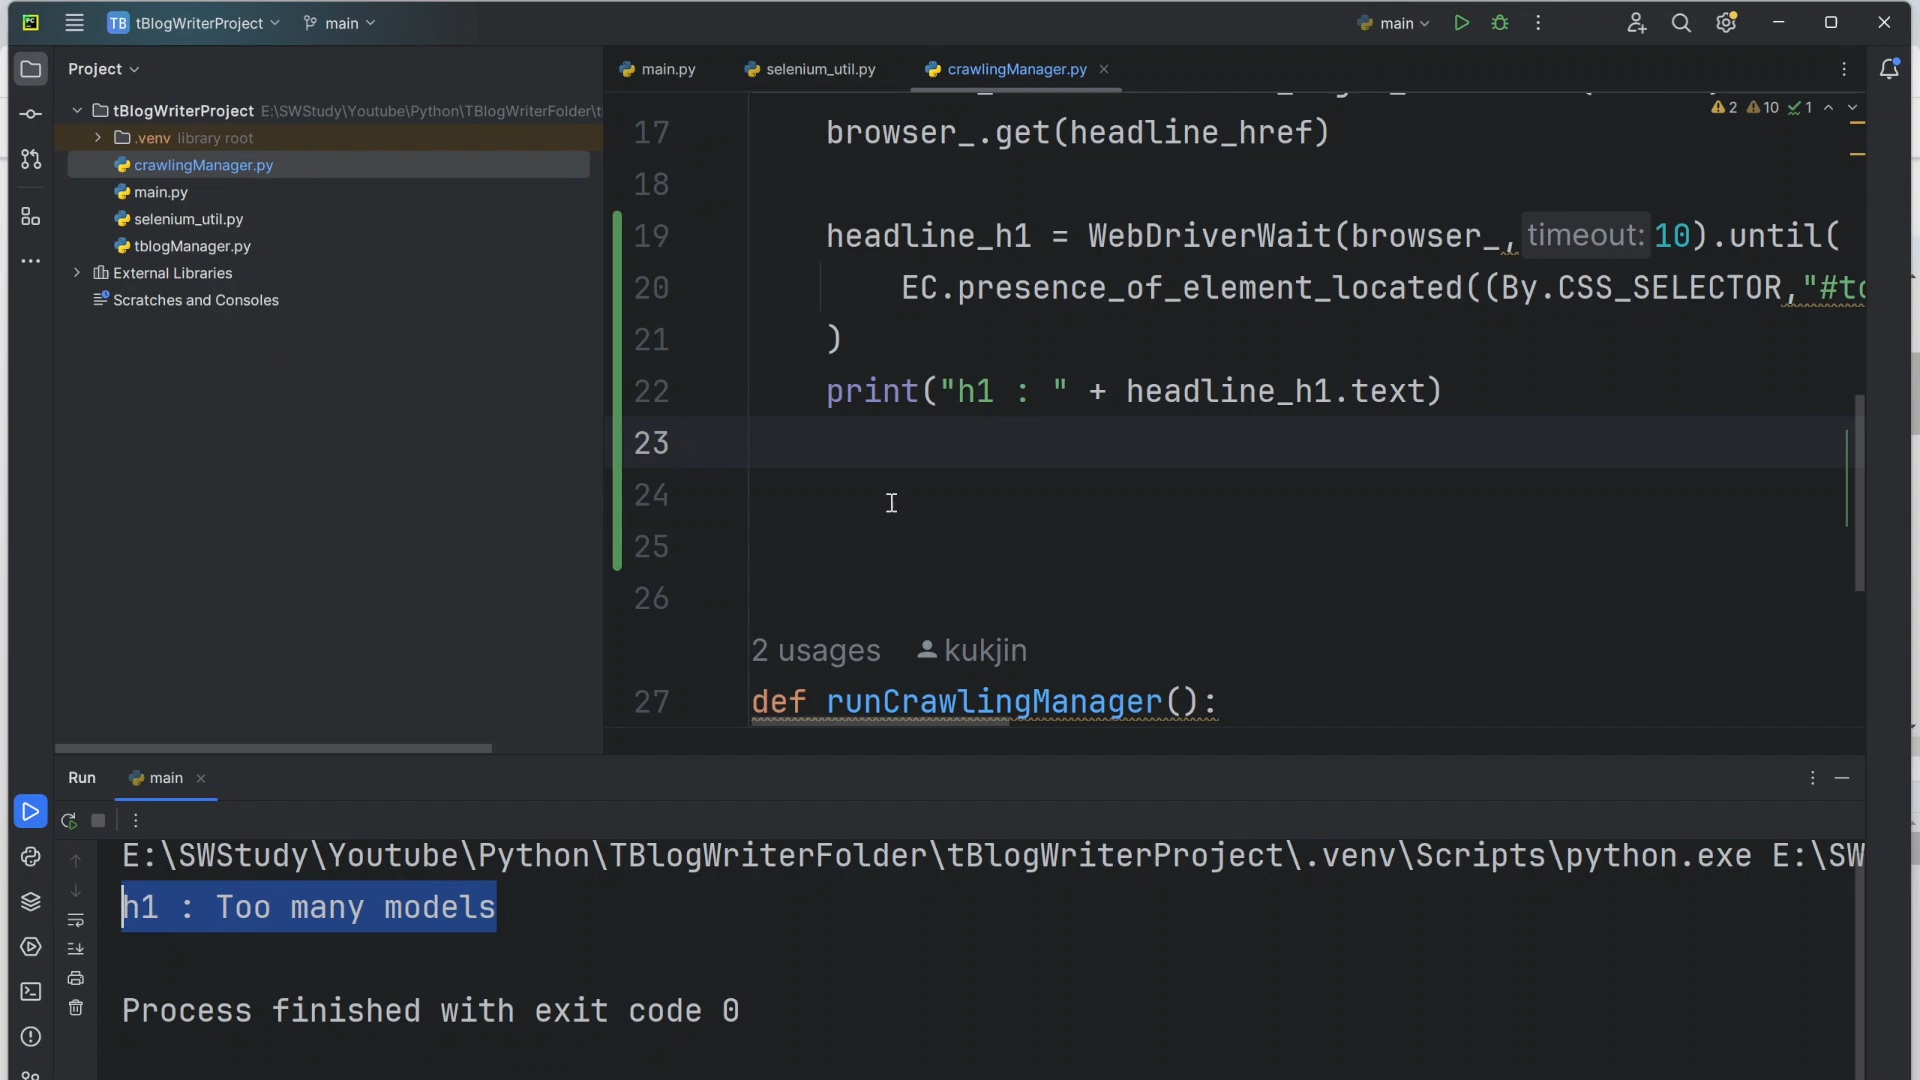 TB tBlogWriterProject main main
Project
main.py selenium_util.py crawlingManager.py
tBlogWriterProject E:\SWStudy\Youtube\Python\TBlogWriterFolder\t
.venv library root
crawlingManager.py
main.py
selenium_util.py
tblogManager.py
External Libraries
Scratches and Consoles
2 10 1
17 browser_.get(headline_href)
18
19 headline_h1 = WebDriverWait(browser_, timeout: 10).until(
20 EC.presence_of_element_located((By.CSS_SELECTOR,"#to
21 )
22 print("h1 : " + headline_h1.text)
23
24
25
26
2 usages kukjin
27 def runCrawlingManager():
Run main
E:\SWStudy\Youtube\Python\TBlogWriterFolder\tBlogWriterProject\.venv\Scripts\python.exe E:\SW
h1 : Too many models
Process finished with exit code 0